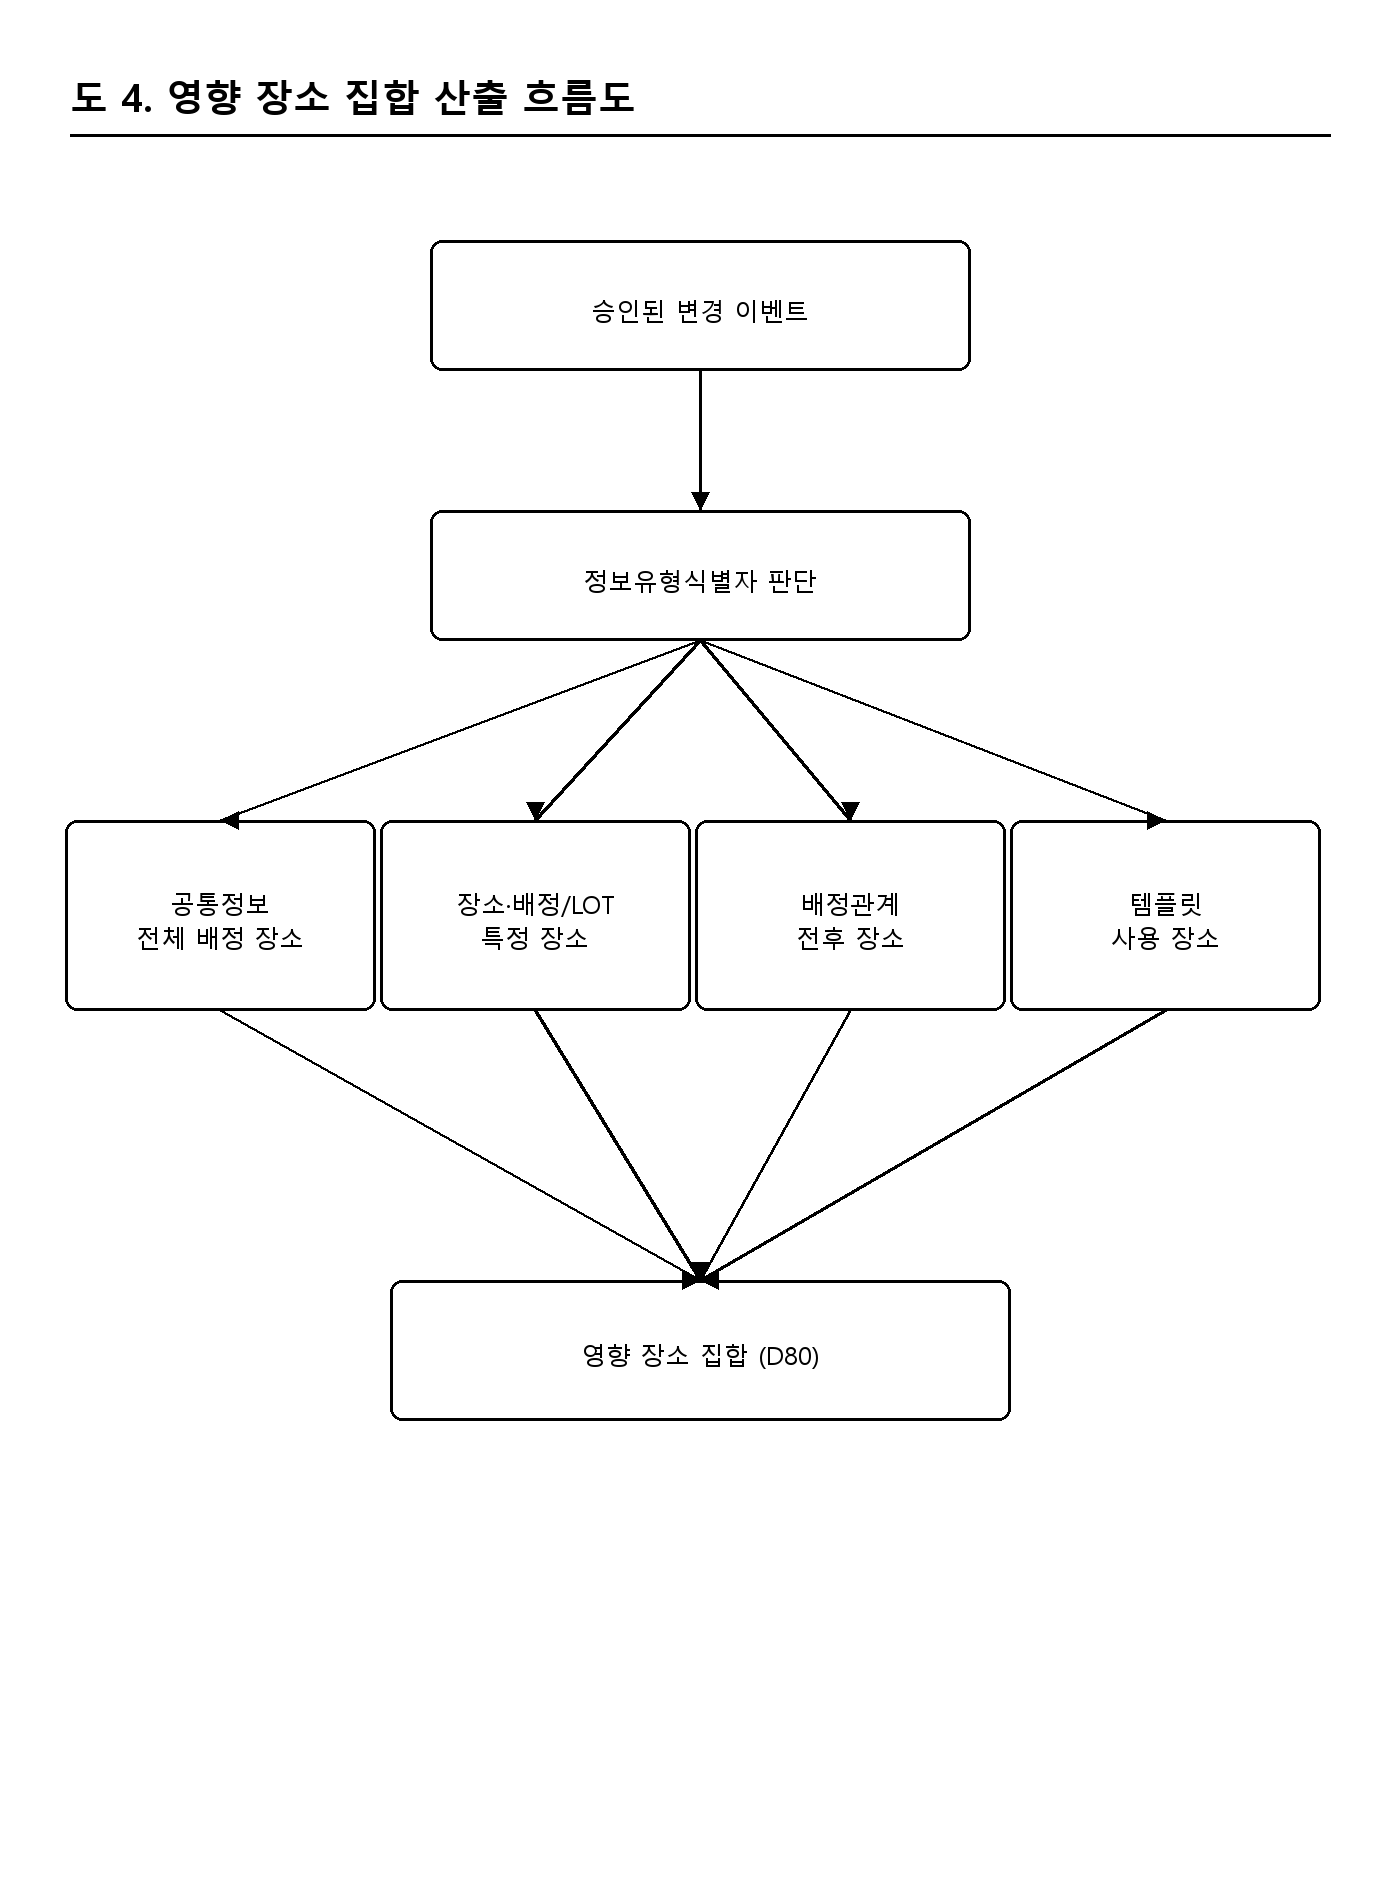 도 4. 영향 장소 집합 산출 흐름도
승인된 변경 이벤트
정보유형식별자 판단
공통정보
전체 배정 장소
장소·배정/LOT
특정 장소
배정관계
전후 장소
템플릿
사용 장소
영향 장소 집합 (D80)